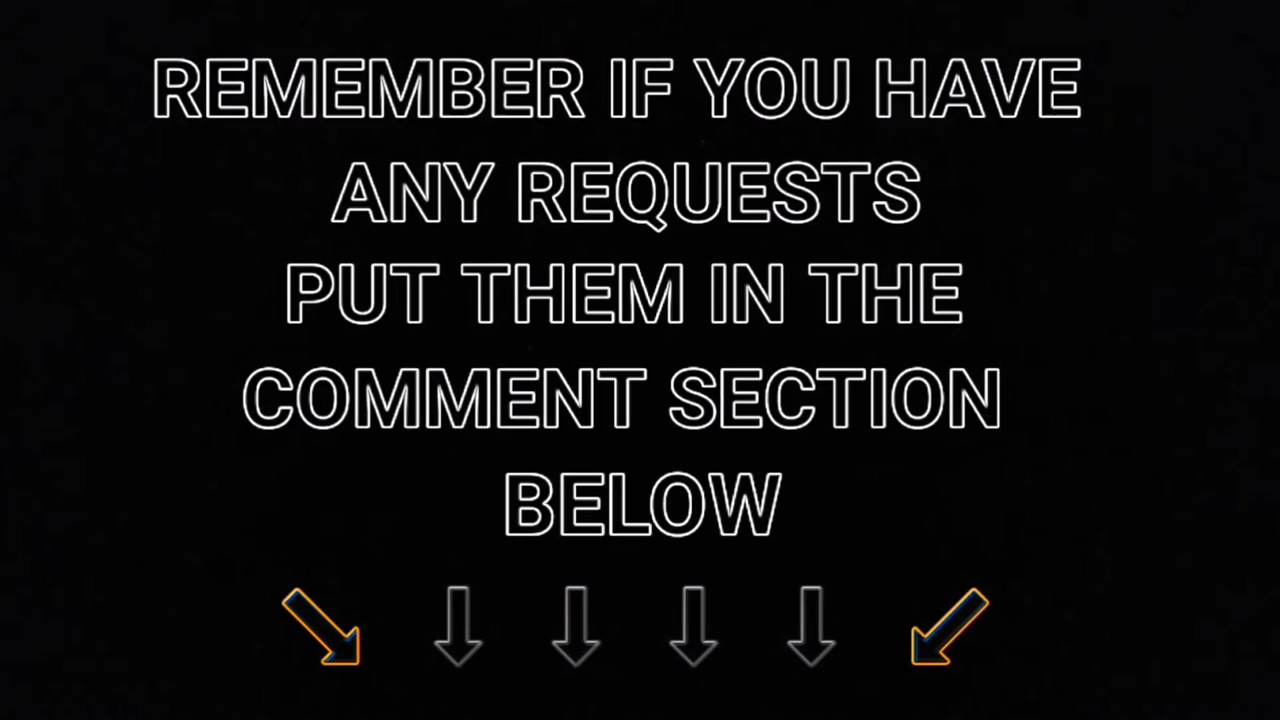 REMEMBER IF YOU HAVE
ANY REQUESTS
PUT THEM IN THE
COMMENT SECTION
BELOW